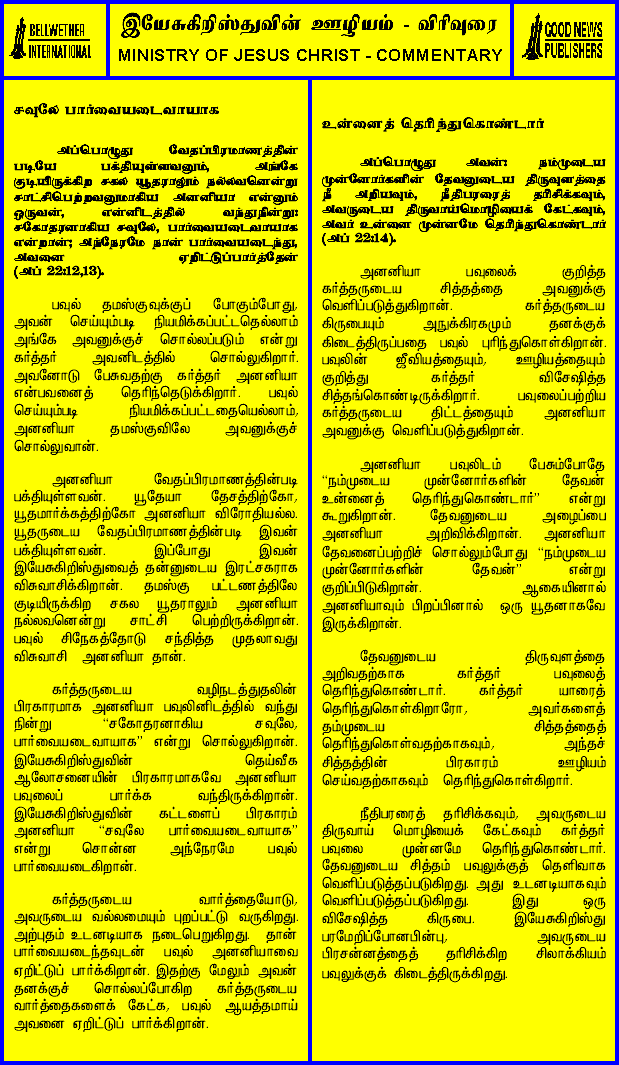 BELLWETHER
INTERNATIONAL
இயேசுகிறிஸ்துவின் ஊழியம் - விரிவுரை
MINISTRY OF JESUS CHRIST - COMMENTARY
GOOD NEWS
PUBLISHERS
சவுலே பார்வையடைவாயாக
அப்பொழுது வேதப்பிரமாணத்தின்
படியே பக்தியுள்ளவனும், அங்கே
குடியிருக்கிற சகல யூதராலும் நல்லவனென்று
சாட்சிபெற்றவனுமாகிய அனனியா என்னும்
ஒருவன், என்னிடத்தில் வந்துநின்று:
சகோதரனாகிய சவுலே, பார்வையடைவாயாக
என்றான்; அந்நேரமே நான் பார்வையடைந்து,
அவனை ஏறிட்டுப்பார்த்தேன்
(அப் 22:12,13).
பவுல் தமஸ்குவுக்குப் போகும்போது,
அவன் செய்யும்படி நியமிக்கப்பட்டதெல்லாம்
அங்கே அவனுக்குச் சொல்லப்படும் என்று
கர்த்தர் அவனிடத்தில் சொல்லுகிறார்.
அவனோடு பேசுவதற்கு கர்த்தர் அனனியா
என்பவனைத் தெரிந்தெடுக்கிறார். பவுல்
செய்யும்படி நியமிக்கப்பட்டதையெல்லாம்,
அனனியா தமஸ்குவிலே அவனுக்குச்
சொல்லுவான்.
அனனியா வேதப்பிரமாணத்தின்படி
பக்தியுள்ளவன். யூதேயா தேசத்திற்கோ,
யூதமார்க்கத்திற்கோ அனனியா விரோதியல்ல.
யூதருடைய வேதப்பிரமாணத்தின்படி இவன்
பக்தியுள்ளவன். இப்போது இவன்
இயேசுகிறிஸ்துவைத் தன்னுடைய இரட்சகராக
விசுவாசிக்கிறான். தமஸ்கு பட்டணத்திலே
குடியிருக்கிற சகல யூதராலும் அனனியா
நல்லவனென்று சாட்சி பெற்றிருக்கிறான்.
பவுல் சிநேகத்தோடு சந்தித்த முதலாவது
விசுவாசி அனனியா தான்.
கர்த்தருடைய வழிநடத்துதலின்
பிரகாரமாக அனனியா பவுலினிடத்தில் வந்து
நின்று “சகோதரனாகிய சவுலே,
பார்வையடைவாயாக” என்று சொல்லுகிறான்.
இயேசுகிறிஸ்துவின் தெய்வீக
ஆலோசனையின் பிரகாரமாகவே அனனியா
பவுலைப் பார்க்க வந்திருக்கிறான்.
இயேசுகிறிஸ்துவின் கட்டளைப் பிரகாரம்
அனனியா “சவுலே பார்வையடைவாயாக”
என்று சொன்ன அந்நேரமே பவுல்
பார்வையடைகிறான்.
கர்த்தருடைய வார்த்தையோடு,
அவருடைய வல்லமையும் புறப்பட்டு வருகிறது.
அற்புதம் உடனடியாக நடைபெறுகிறது. தான்
பார்வையடைந்தவுடன் பவுல் அனனியாவை
ஏறிட்டுப் பார்க்கிறான். இதற்கு மேலும் அவன்
தனக்குச் சொல்லப்போகிற கர்த்தருடைய
வார்த்தைகளைக் கேட்க, பவுல் ஆயத்தமாய்
அவனை ஏறிட்டுப் பார்க்கிறான்.
உன்னைத் தெரிந்துகொண்டார்
அப்பொழுது அவன்: நம்முடைய
முன்னோர்களின் தேவனுடைய திருவுளத்தை
நீ அறியவும், நீதிபரரைத் தரிசிக்கவும்,
அவருடைய திருவாய்மொழியைக் கேட்கவும்,
அவர் உன்னை முன்னமே தெரிந்துகொண்டார்
(அப் 22:14).
அனனியா பவுலைக் குறித்த
கர்த்தருடைய சித்தத்தை அவனுக்கு
வெளிப்படுத்துகிறான். கர்த்தருடைய
கிருபையும் அநுக்கிரகமும் தனக்குக்
கிடைத்திருப்பதை பவுல் புரிந்துகொள்கிறான்.
பவுலின் ஜீவியத்தையும், ஊழியத்தையும்
குறித்து கர்த்தர் விசேஷித்த
சித்தங்கொண்டிருக்கிறார். பவுலைப்பற்றிய
கர்த்தருடைய திட்டத்தையும் அனனியா
அவனுக்கு வெளிப்படுத்துகிறான்.
அனனியா பவுலிடம் பேசும்போதே
“நம்முடைய முன்னோர்களின் தேவன்
உன்னைத் தெரிந்துகொண்டார்” என்று
கூறுகிறான். தேவனுடைய அழைப்பை
அனனியா அறிவிக்கிறான். அனனியா
தேவனைப்பற்றிச் சொல்லும்போது “நம்முடைய
முன்னோர்களின் தேவன்” என்று
குறிப்பிடுகிறான். ஆகையினால்
அனனியாவும் பிறப்பினால் ஒரு யூதனாகவே
இருக்கிறான்.
தேவனுடைய திருவுளத்தை
அறிவதற்காக கர்த்தர் பவுலைத்
தெரிந்துகொண்டார். கர்த்தர் யாரைத்
தெரிந்துகொள்கிறாரோ, அவர்களைத்
தம்முடைய சித்தத்தைத்
தெரிந்துகொள்வதற்காகவும், அந்தச்
சித்தத்தின் பிரகாரம் ஊழியம்
செய்வதற்காகவும் தெரிந்துகொள்கிறார்.
நீதிபரரைத் தரிசிக்கவும், அவருடைய
திருவாய் மொழியைக் கேட்கவும் கர்த்தர்
பவுலை முன்னமே தெரிந்துகொண்டார்.
தேவனுடைய சித்தம் பவுலுக்குத் தெளிவாக
வெளிப்படுத்தப்படுகிறது. அது உடனடியாகவும்
வெளிப்படுத்தப்படுகிறது. இது ஒரு
விசேஷித்த கிருபை. இயேசுகிறிஸ்து
பரமேறிப்போனபின்பு, அவருடைய
பிரசன்னத்தைத் தரிசிக்கிற சிலாக்கியம்
பவுலுக்குக் கிடைத்திருக்கிறது.